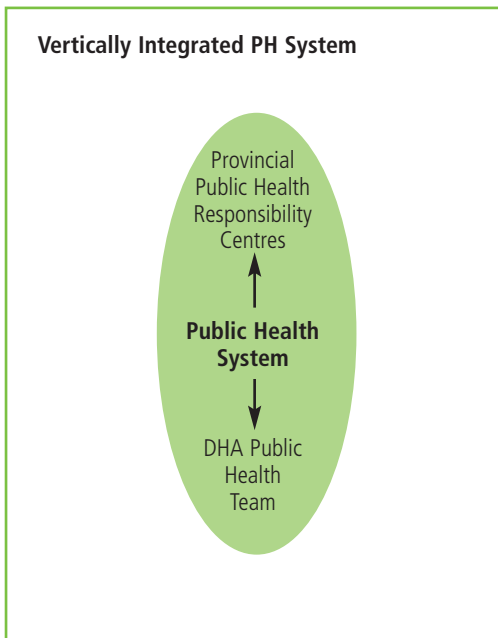 Vertically Integrated PH System
Provincial
Public Health
Responsibility
Centres
Public Health
System
DHA Public
Health
Team